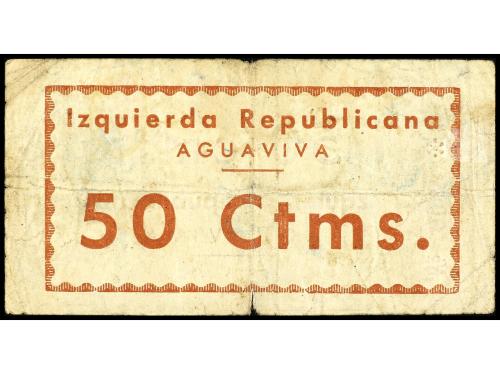 Izquierda Republicana
AGUAVIVA
50 Ctms.